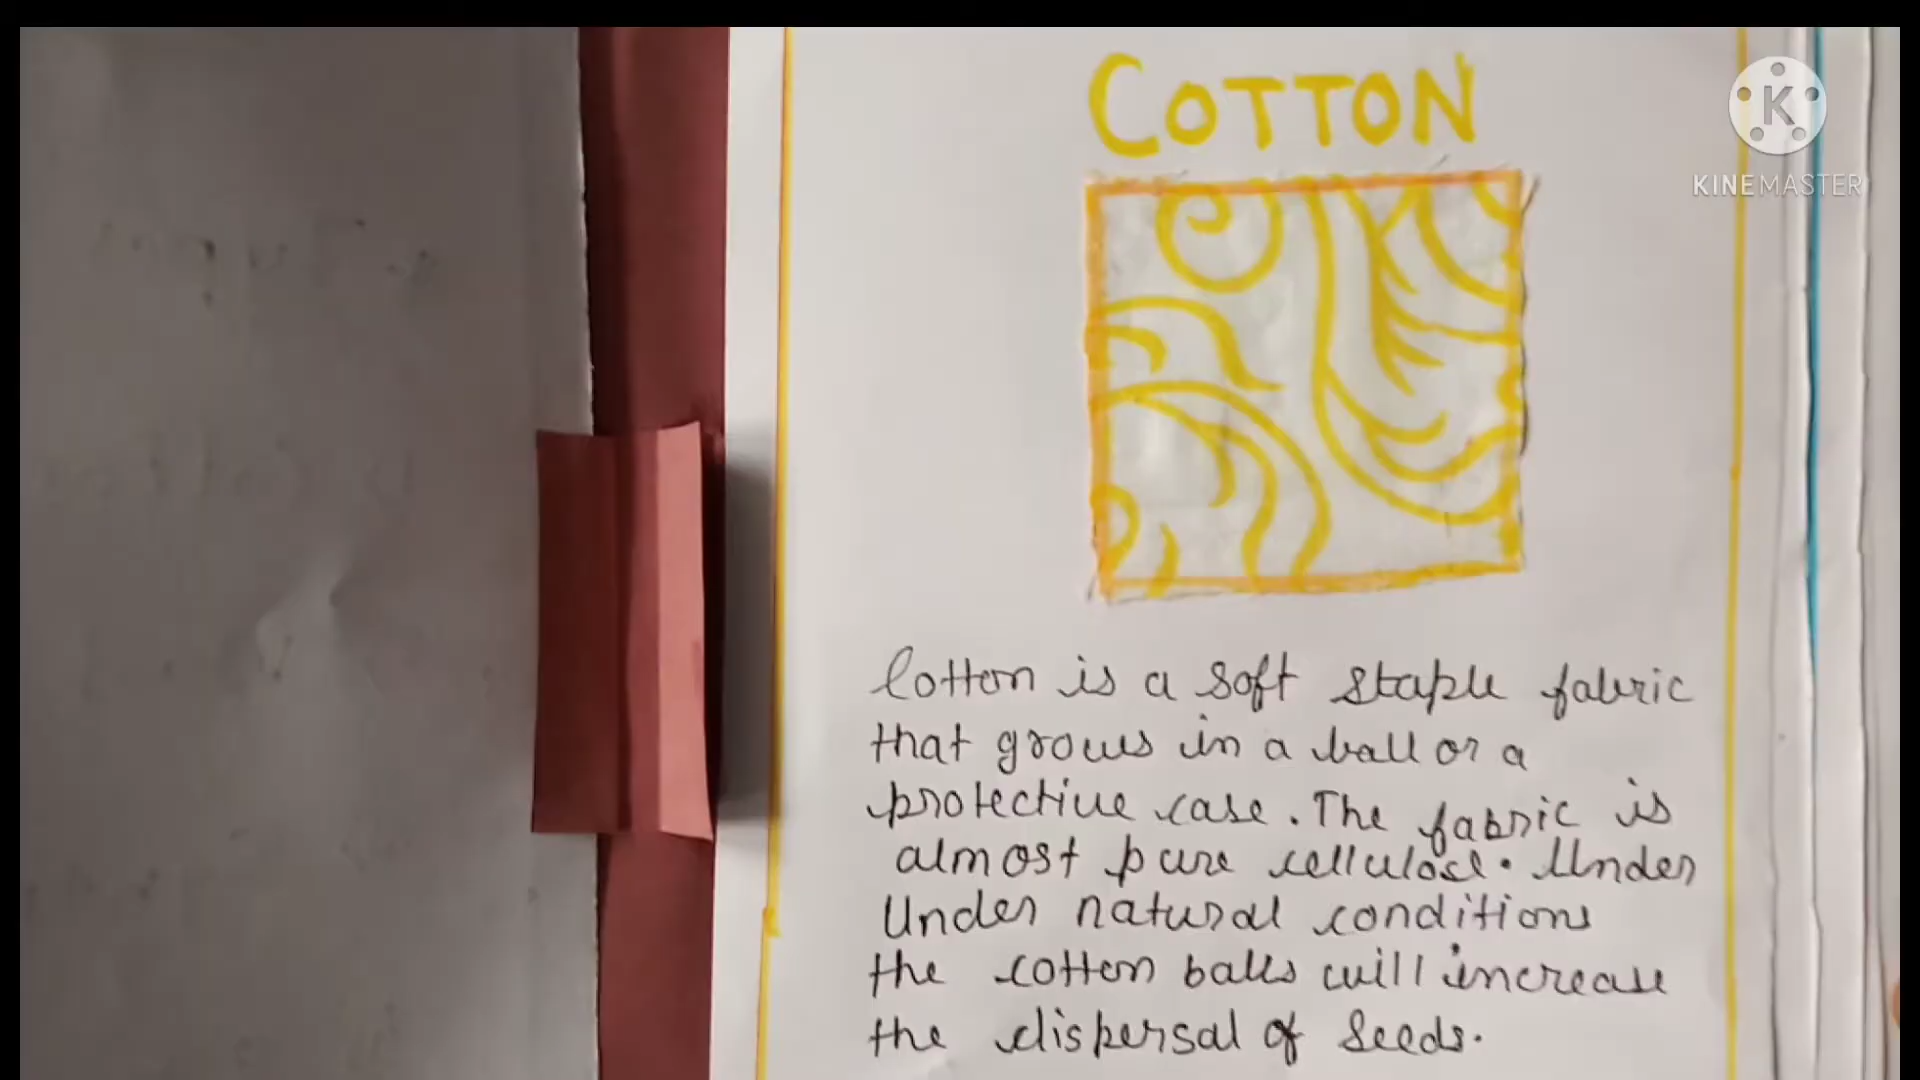 COTTON
KINEMASTER
Cotton is a soft staple fabric
that grows in a ball or a
protective case. The fabric is
almost pure cellulose. Under
Under natural conditions
the cotton balls will increase
the dispersal of seeds.